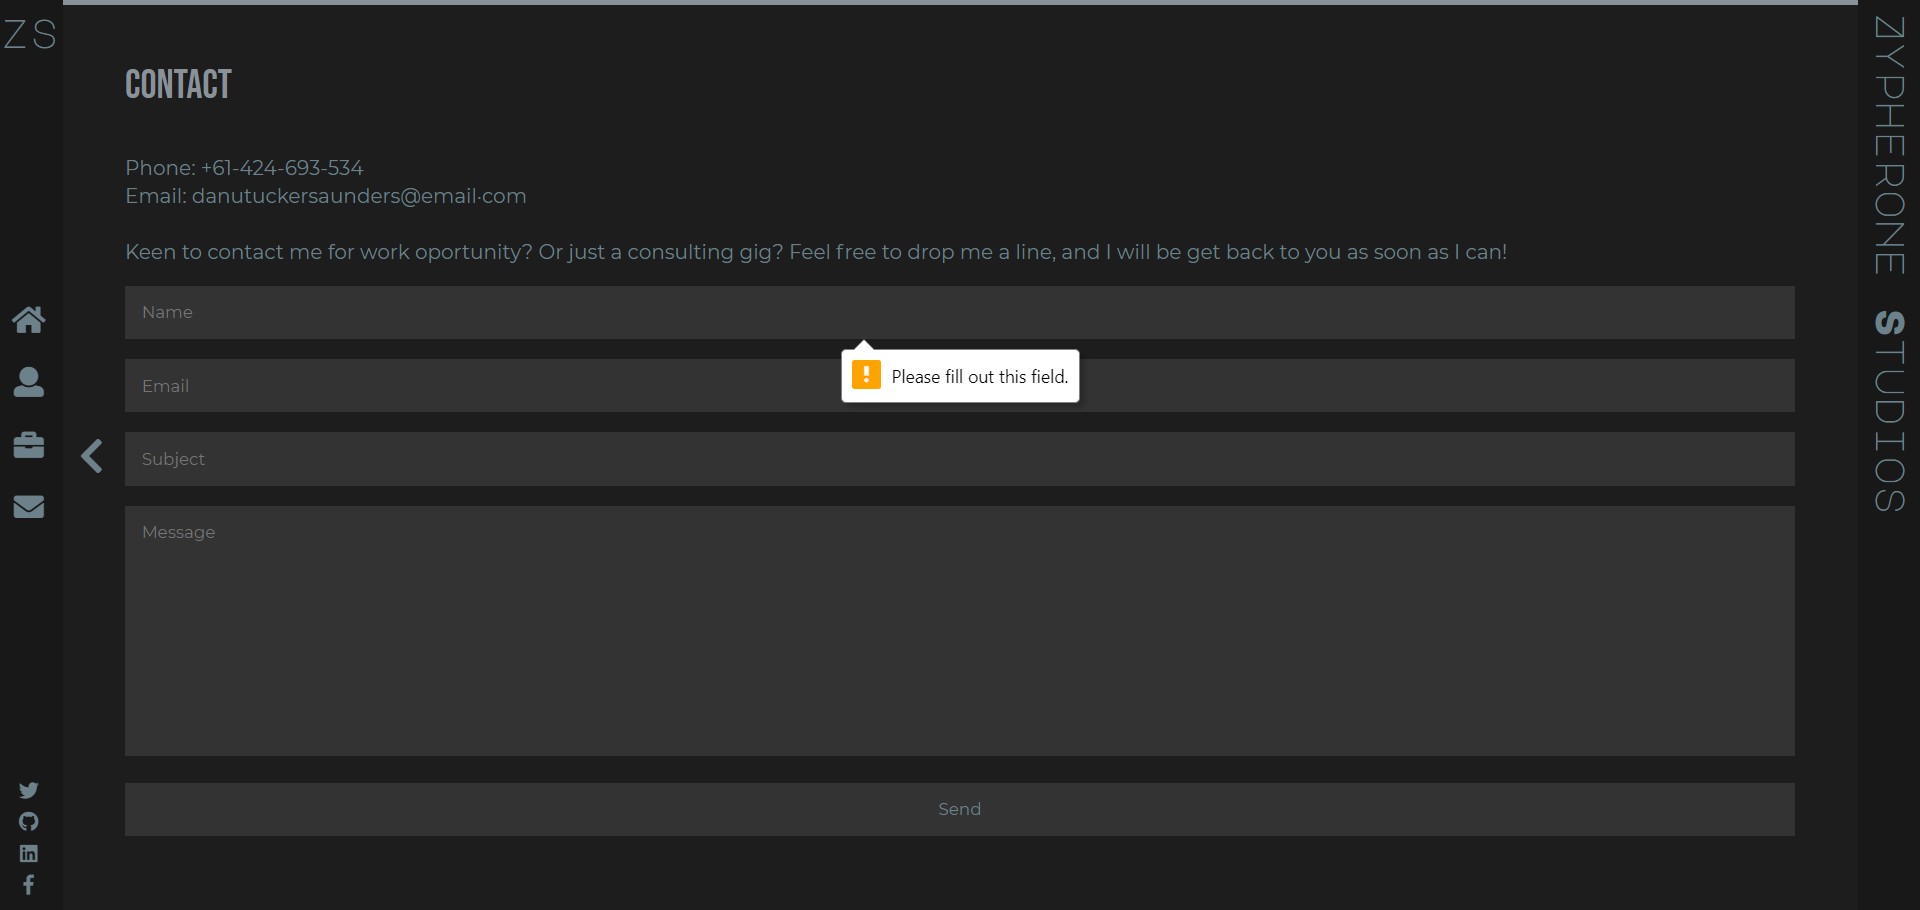 ZS
CONTACT
Phone: +61-424-693-534
Email: danutuckersaunders@email·com
Keen to contact me for work oportunity? Or just a consulting gig? Feel free to drop me a line, and I will be get back to you as soon as I can!
Name
Please fill out this field.
Email
Subject
Message
Send
ZYPHERONE STUDIOS